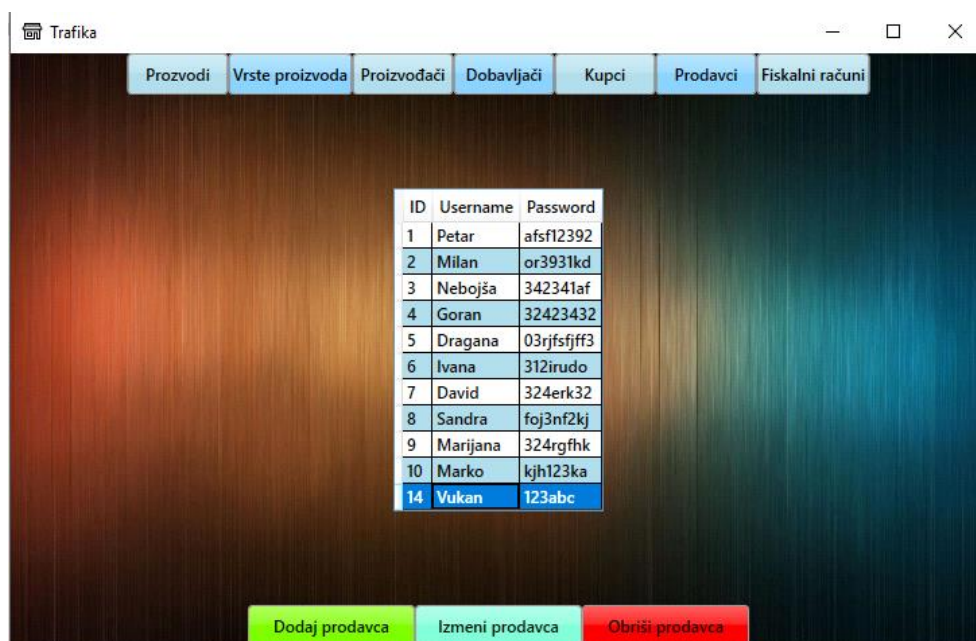 Trafika
Prozvodi Vrste proizvoda Proizvođači Dobavljači Kupci Prodavci Fiskalni računi
ID Username Password
1 Petar afsf12392
2 Milan or3931kd
3 Nebojša 342341af
4 Goran 32423432
5 Dragana 03rjfsfjff3
6 Ivana 312irudo
7 David 324erk32
8 Sandra foj3nf2kj
9 Marijana 324rgfhk
10 Marko kjh123ka
14 Vukan 123abc
Dodaj prodavca Izmeni prodavca Obriši prodavca